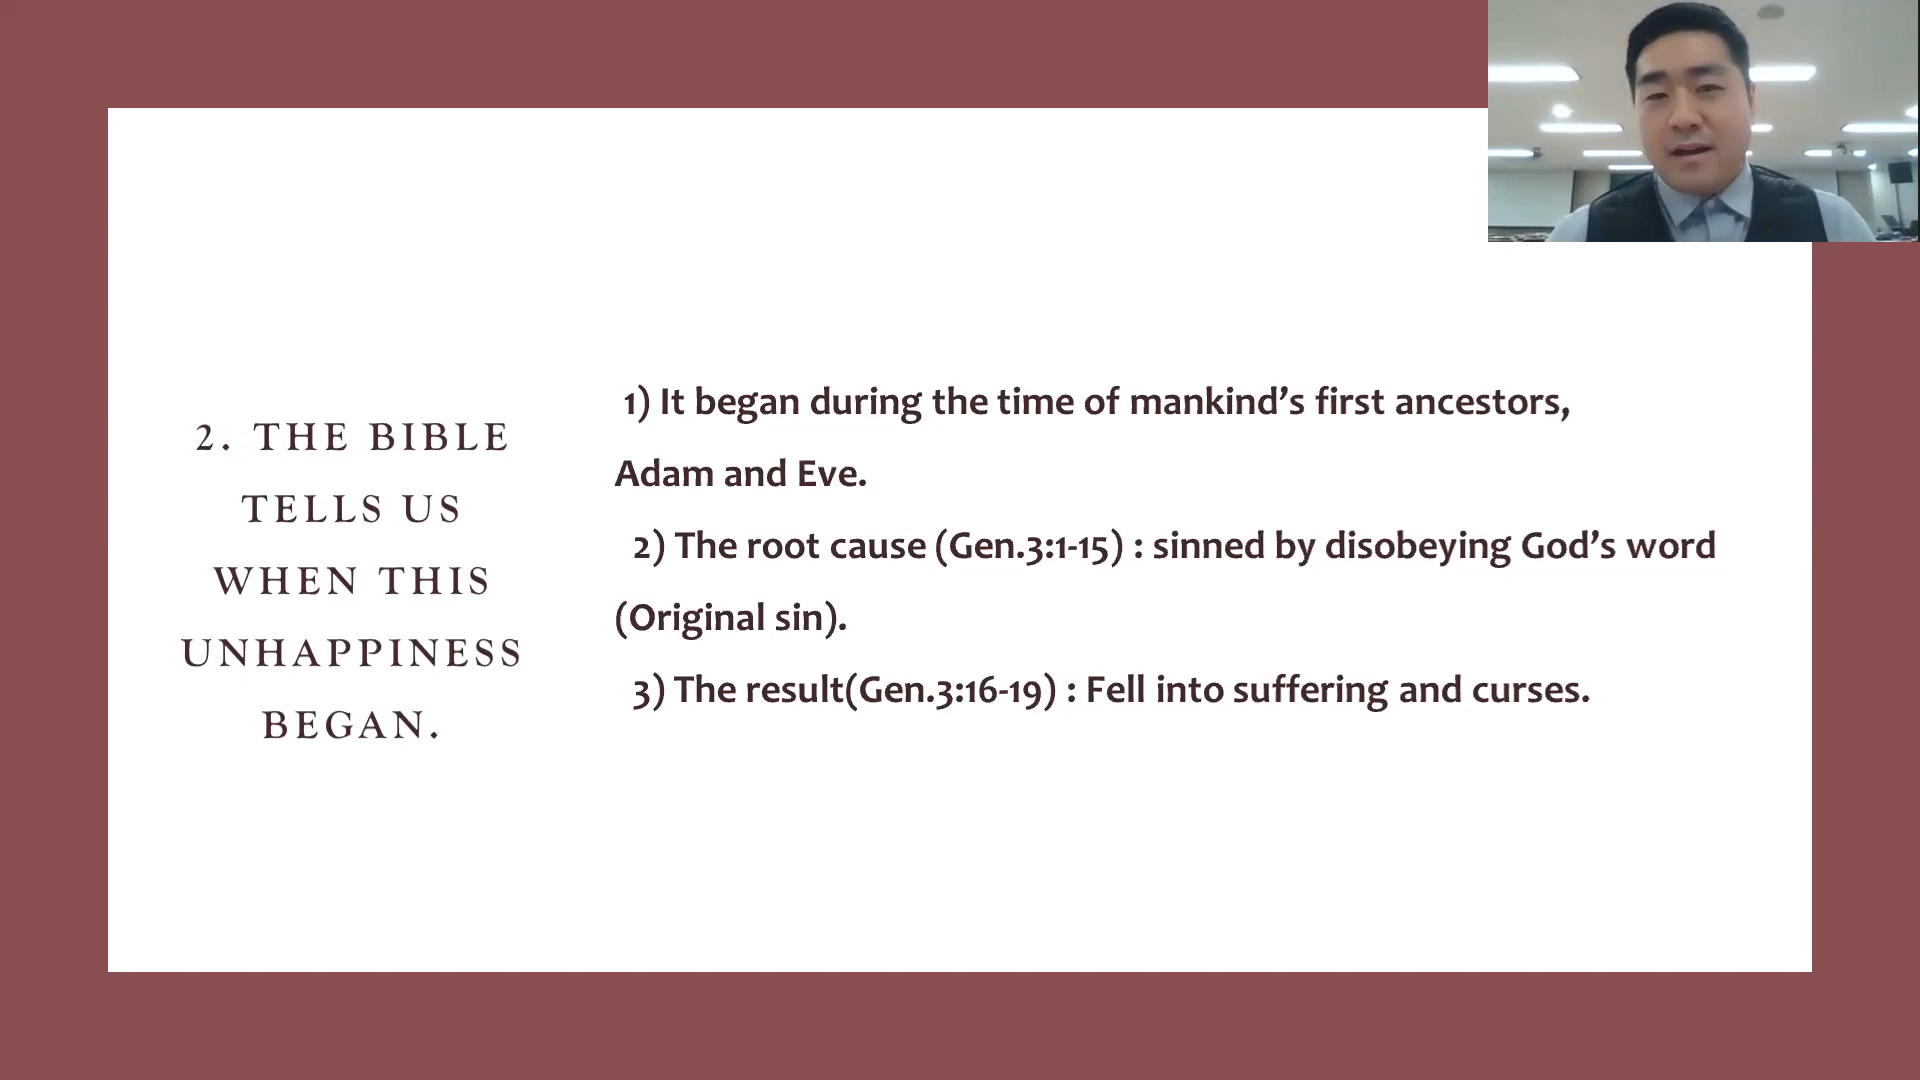 2. THE BIBLE
TELLS US
WHEN THIS
UNHAPPINESS
BEGAN.
1) It began during the time of mankind’s first ancestors,
Adam and Eve.
2) The root cause (Gen.3:1-15) : sinned by disobeying God’s word
(Original sin).
3) The result(Gen.3:16-19) : Fell into suffering and curses.